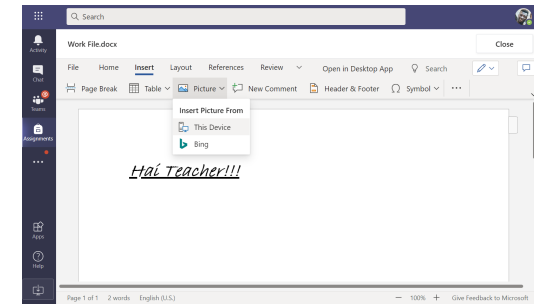 Search
Activity
Work File.docx
Close
Chat
File Home Insert Layout References Review Open in Desktop App Search
Page Break Table Picture New Comment Header & Footer Symbol
Teams
Insert Picture From
This Device
Bing
Assignments
Hai Teacher!!!
Apps
Help
Page 1 of 1 2 words English (U.S.) 100% Give Feedback to Microsoft